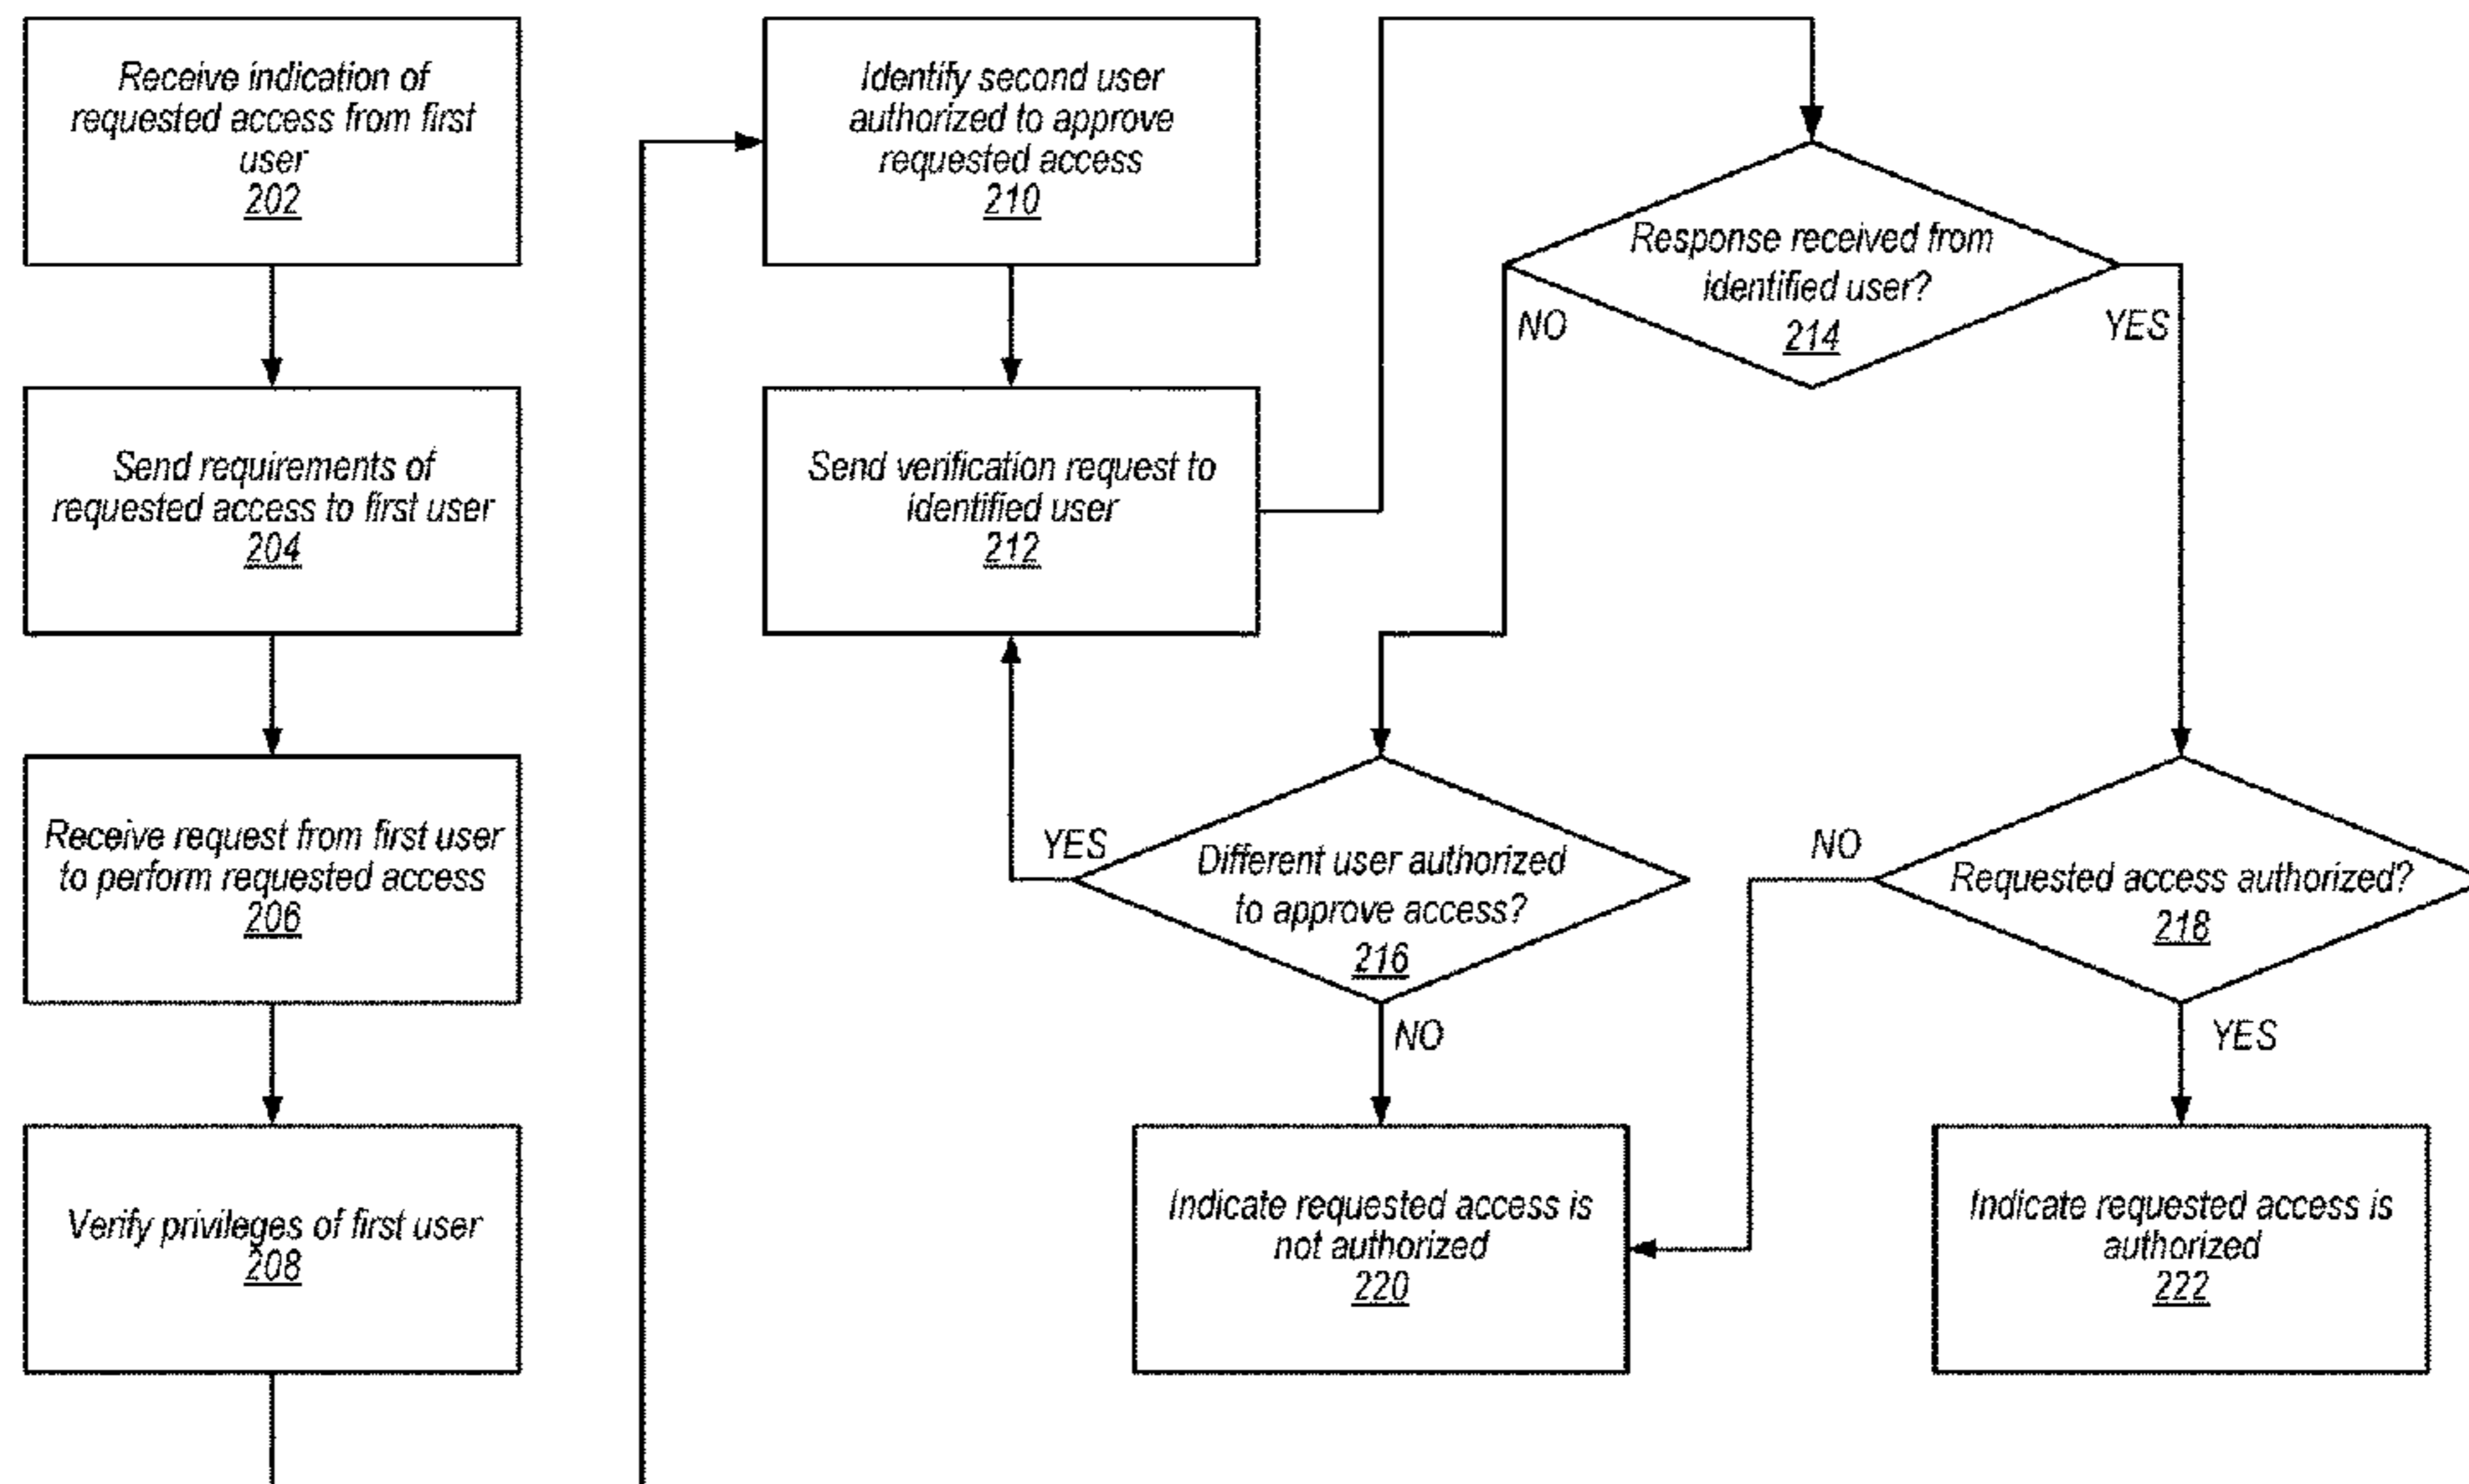 Receive indication of
requested access from first
user
202
Send requirements of
requested access to first user
204
Receive request from first user
to perform requested access
206
Verify privileges of first user
208
Identify second user
authorized to approve
requested access
210
Send verification request to
identified user
212
Response received from
identified user?
214
NO
YES
Different user authorized
to approve access?
216
YES
NO
Requested access authorized?
218
NO
YES
Indicate requested access is
not authorized
220
Indicate requested access is
authorized
222